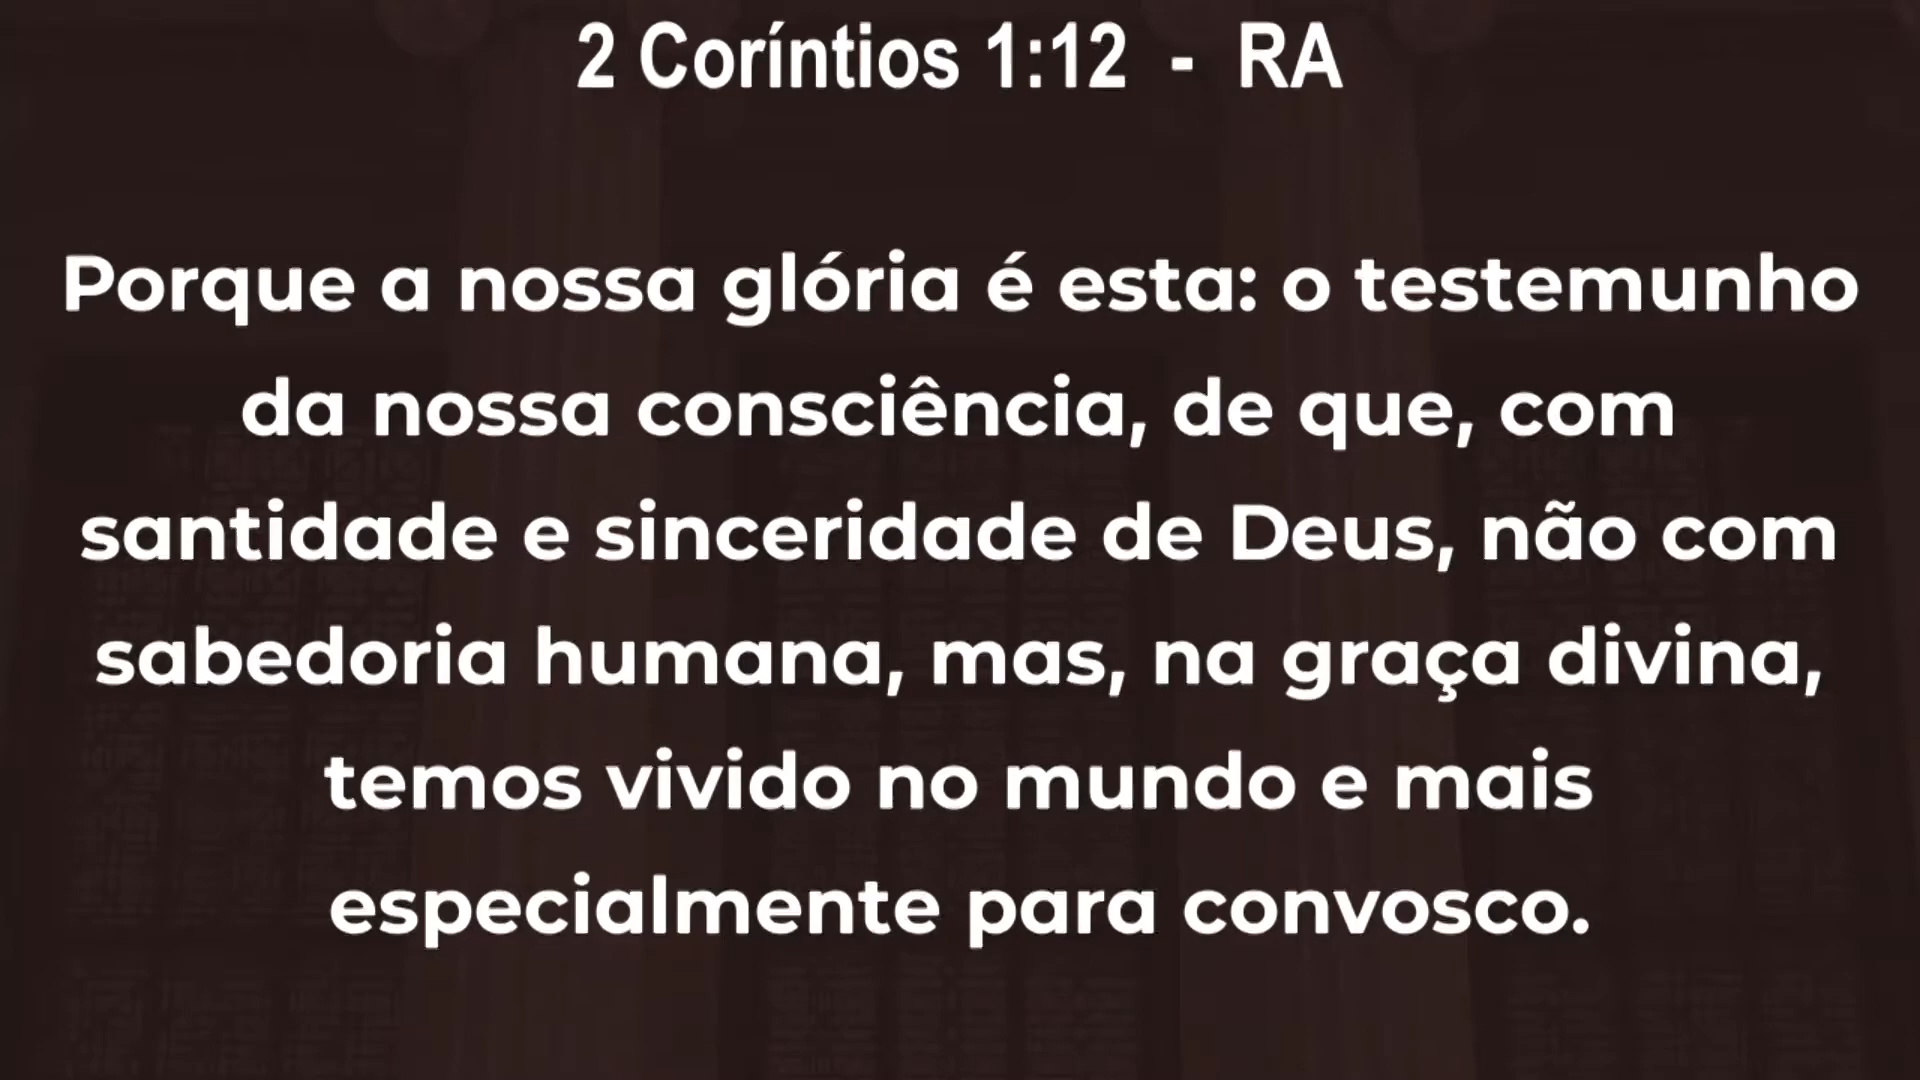 2 Coríntios 1:12 - RA
Porque a nossa glória é esta: o testemunho
da nossa consciência, de que, com
santidade e sinceridade de Deus, não com
sabedoria humana, mas, na graça divina,
temos vivido no mundo e mais
especialmente para convosco.